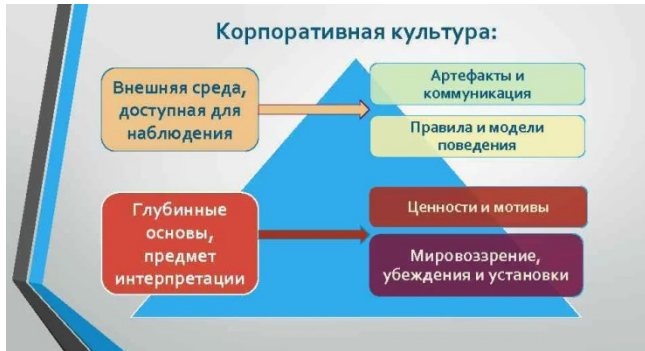 Корпоративная культура:
Внешняя среда,
доступная для
наблюдения
Артефакты и
коммуникация
Правила и модели
поведения
Глубинные
основы,
предмет
интерпретации
Ценности и мотивы
Мировоззрение,
убеждения и установки